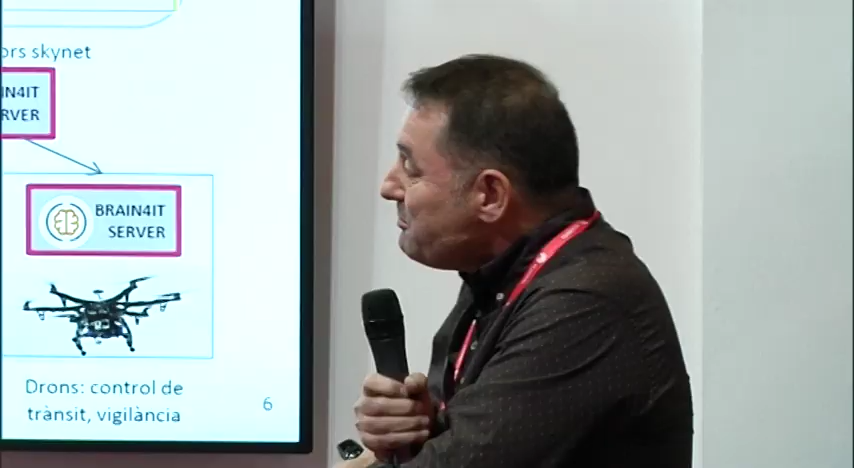 ors skynet
IN4IT
RVER
BRAIN4IT
SERVER
Drons: control de
trànsit, vigilància
6